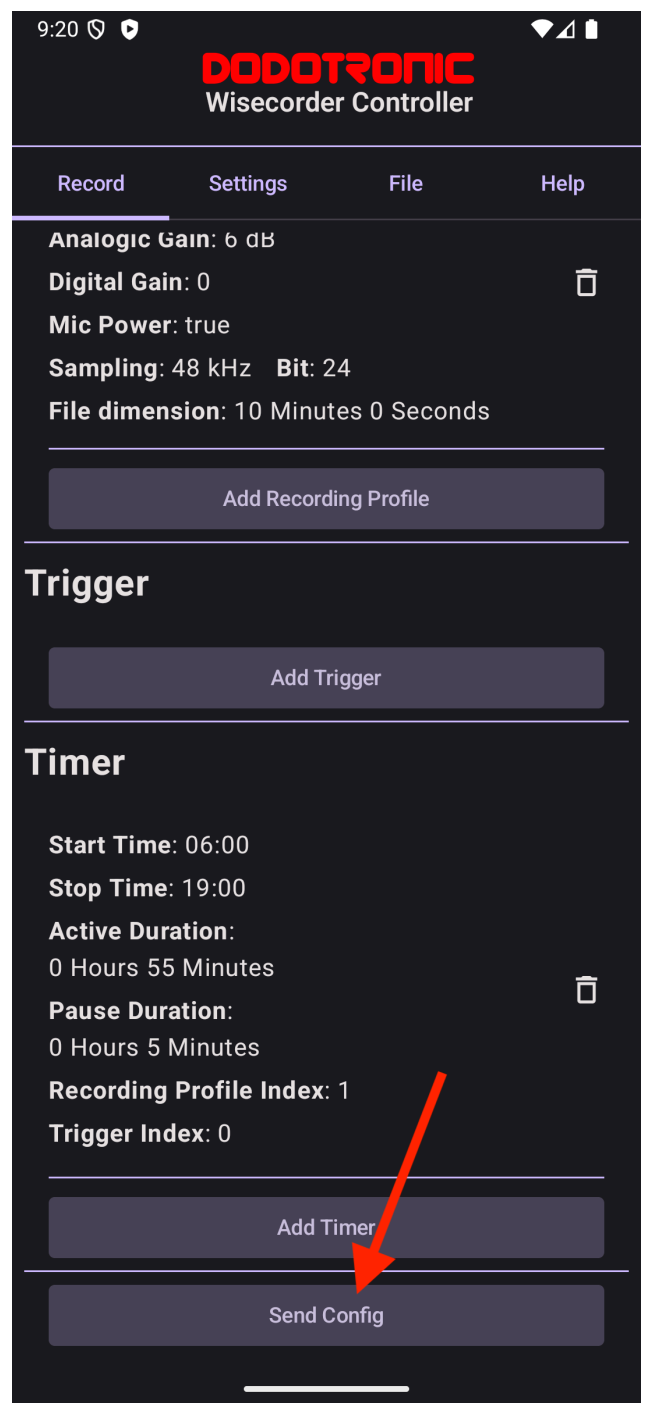 9:20
DODOTRONIC
Wisecorder Controller
Record Settings File Help
Analogic Gain: 6 dB
Digital Gain: 0
Mic Power: true
Sampling: 48 kHz Bit: 24
File dimension: 10 Minutes 0 Seconds
Add Recording Profile
Trigger
Add Trigger
Timer
Start Time: 06:00
Stop Time: 19:00
Active Duration:
0 Hours 55 Minutes
Pause Duration:
0 Hours 5 Minutes
Recording Profile Index: 1
Trigger Index: 0
Add Timer
Send Config